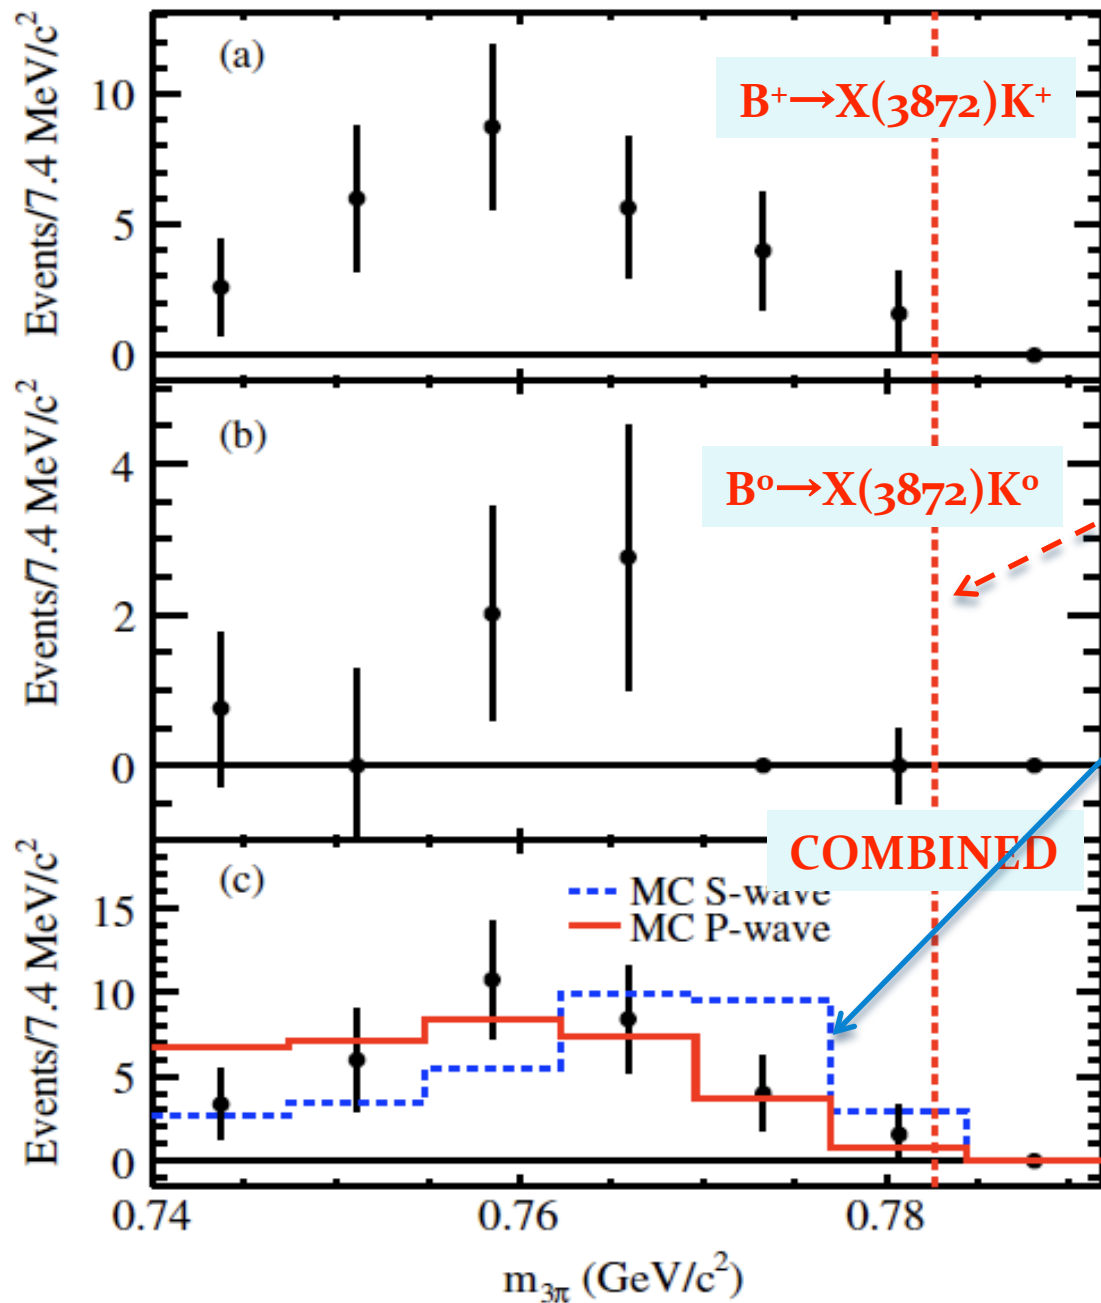 (a)
B⁺→X(3872)K⁺
Events/7.4 MeV/c²
10
5
0
(b)
B⁰→X(3872)K⁰
Events/7.4 MeV/c²
4
2
0
COMBINED
(c)
MC S-wave
MC P-wave
Events/7.4 MeV/c²
15
10
5
0
0.74 0.76 0.78
m₃π (GeV/c²)